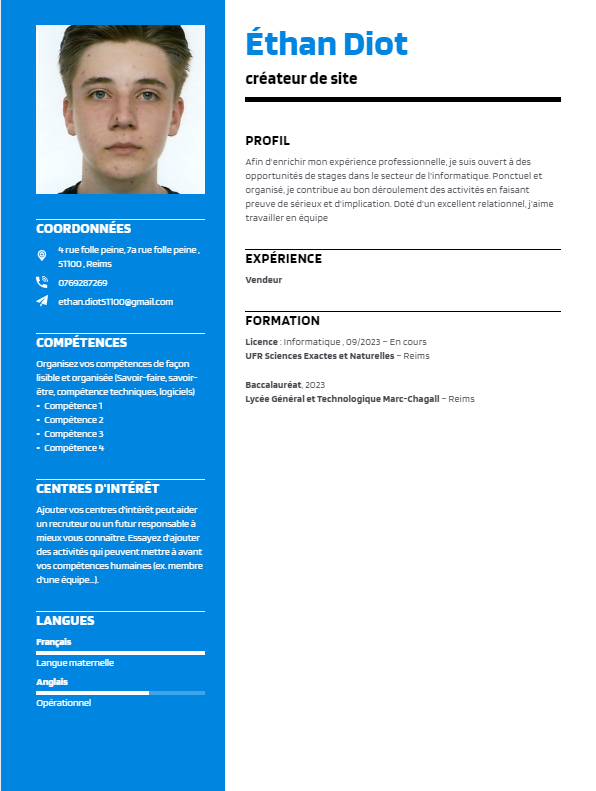 Éthan Diot
créateur de site
COORDONNÉES
4 rue folle peine, 7a rue folle peine ,
51100 , Reims
0769287269
ethan.diot51100@gmail.com
COMPÉTENCES
Organisez vos compétences de façon
lisible et organisée (Savoir-faire, savoir-
être, compétence techniques, logiciels)
- Compétence 1
- Compétence 2
- Compétence 3
- Compétence 4
CENTRES D'INTÉRÊT
Ajouter vos centres d'intérêt peut aider
un recruteur ou un futur responsable à
mieux vous connaître. Essayez d'ajouter
des activités qui peuvent mettre à avant
vos compétences humaines (ex. membre
d'une équipe...).
LANGUES
Français
Langue maternelle
Anglais
Opérationnel
PROFIL
Afin d'enrichir mon expérience professionnelle, je suis ouvert à des
opportunités de stages dans le secteur de l'informatique. Ponctuel et
organisé, je contribue au bon déroulement des activités en faisant
preuve de sérieux et d'implication. Doté d'un excellent relationnel, j'aime
travailler en équipe
EXPÉRIENCE
Vendeur
FORMATION
Licence : Informatique , 09/2023 – En cours
UFR Sciences Exactes et Naturelles – Reims
Baccalauréat, 2023
Lycée Général et Technologique Marc-Chagall – Reims